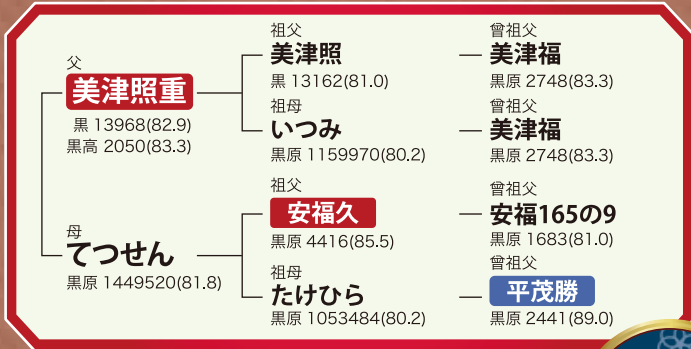 父
美津照重
黒 13968(82.9)
黒高 2050(83.3)
母
てつせん
黒原 1449520(81.8)
祖父
美津照
黒 13162(81.0)
祖母
いつみ
黒原 1159970(80.2)
祖父
安福久
黒原 4416(85.5)
祖母
たけひら
黒原 1053484(80.2)
曾祖父
美津福
黒原 2748(83.3)
曾祖父
美津福
黒原 2748(83.3)
曾祖父
安福165の9
黒原 1683(81.0)
曾祖父
平茂勝
黒原 2441(89.0)